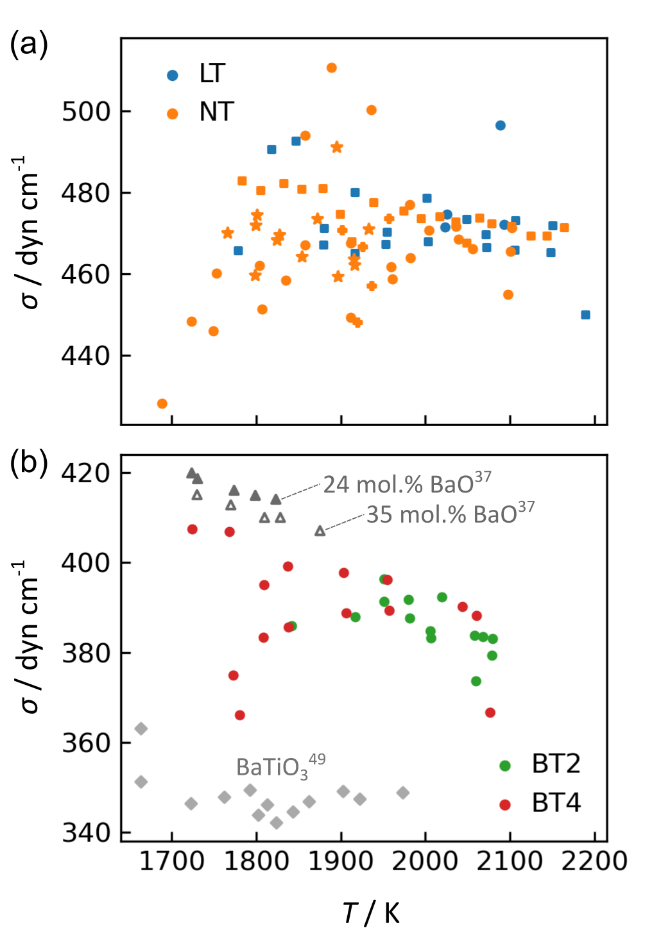 (a)
LT
NT
500
480
460
440
σ / dyn cm⁻¹
(b)
24 mol.% BaO³⁷
35 mol.% BaO³⁷
BaTiO₃⁴⁹
BT2
BT4
420
400
380
360
340
σ / dyn cm⁻¹
1700 1800 1900 2000 2100 2200
T / K